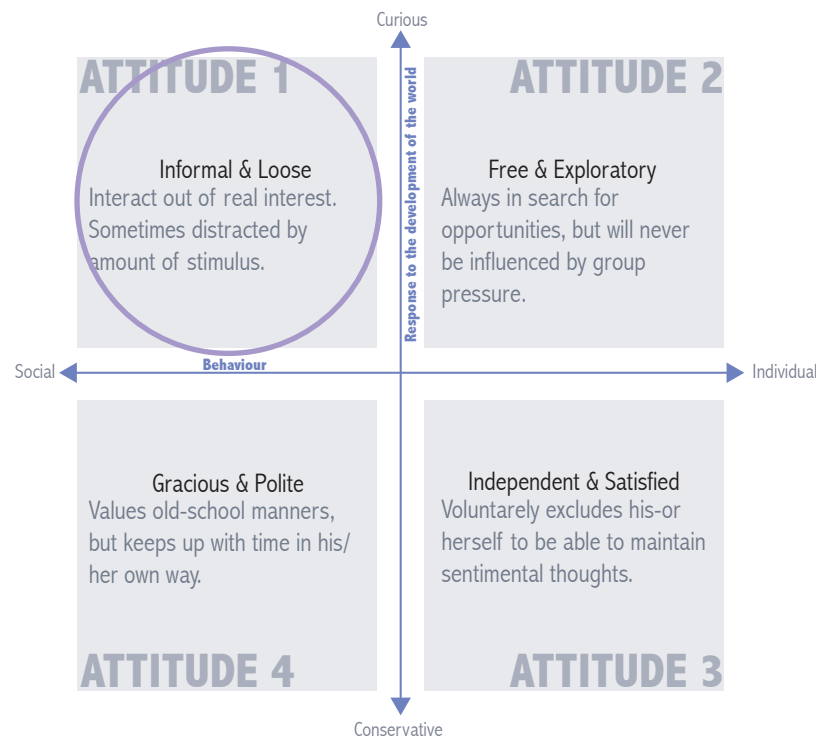 Curious
ATTITUDE 1
Informal & Loose
Interact out of real interest.
Sometimes distracted by
amount of stimulus.
Response to the development of the world
ATTITUDE 2
Free & Exploratory
Always in search for
opportunities, but will never
be influenced by group
pressure.
Social
Behaviour
Individual
Gracious & Polite
Values old-school manners,
but keeps up with time in his/
her own way.
ATTITUDE 4
Independent & Satisfied
Voluntarely excludes his-or
herself to be able to maintain
sentimental thoughts.
ATTITUDE 3
Conservative